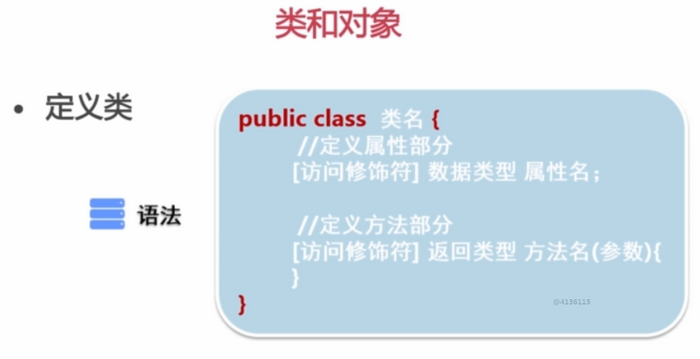 类和对象
• 定义类
语法
public class 类名 {
//定义属性部分
[访问修饰符] 数据类型 属性名；
//定义方法部分
[访问修饰符] 返回类型 方法名(参数){
}
}
@4136115